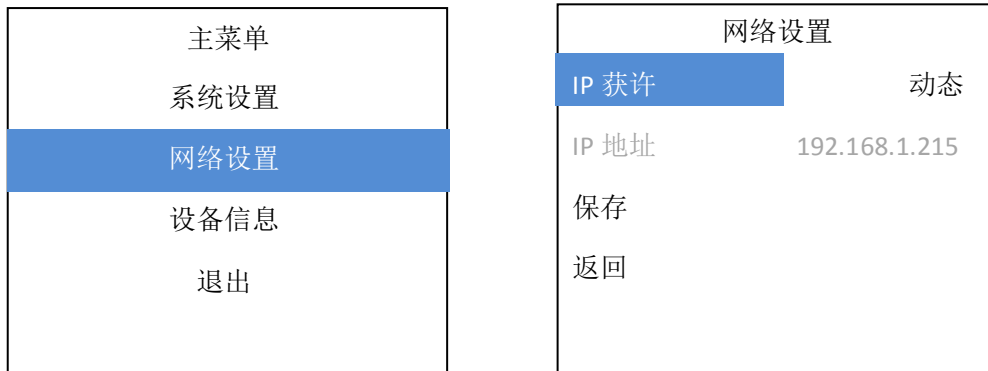 主菜单
系统设置
网络设置
设备信息
退出
网络设置
IP 获许 动态
IP 地址 192.168.1.215
保存
返回